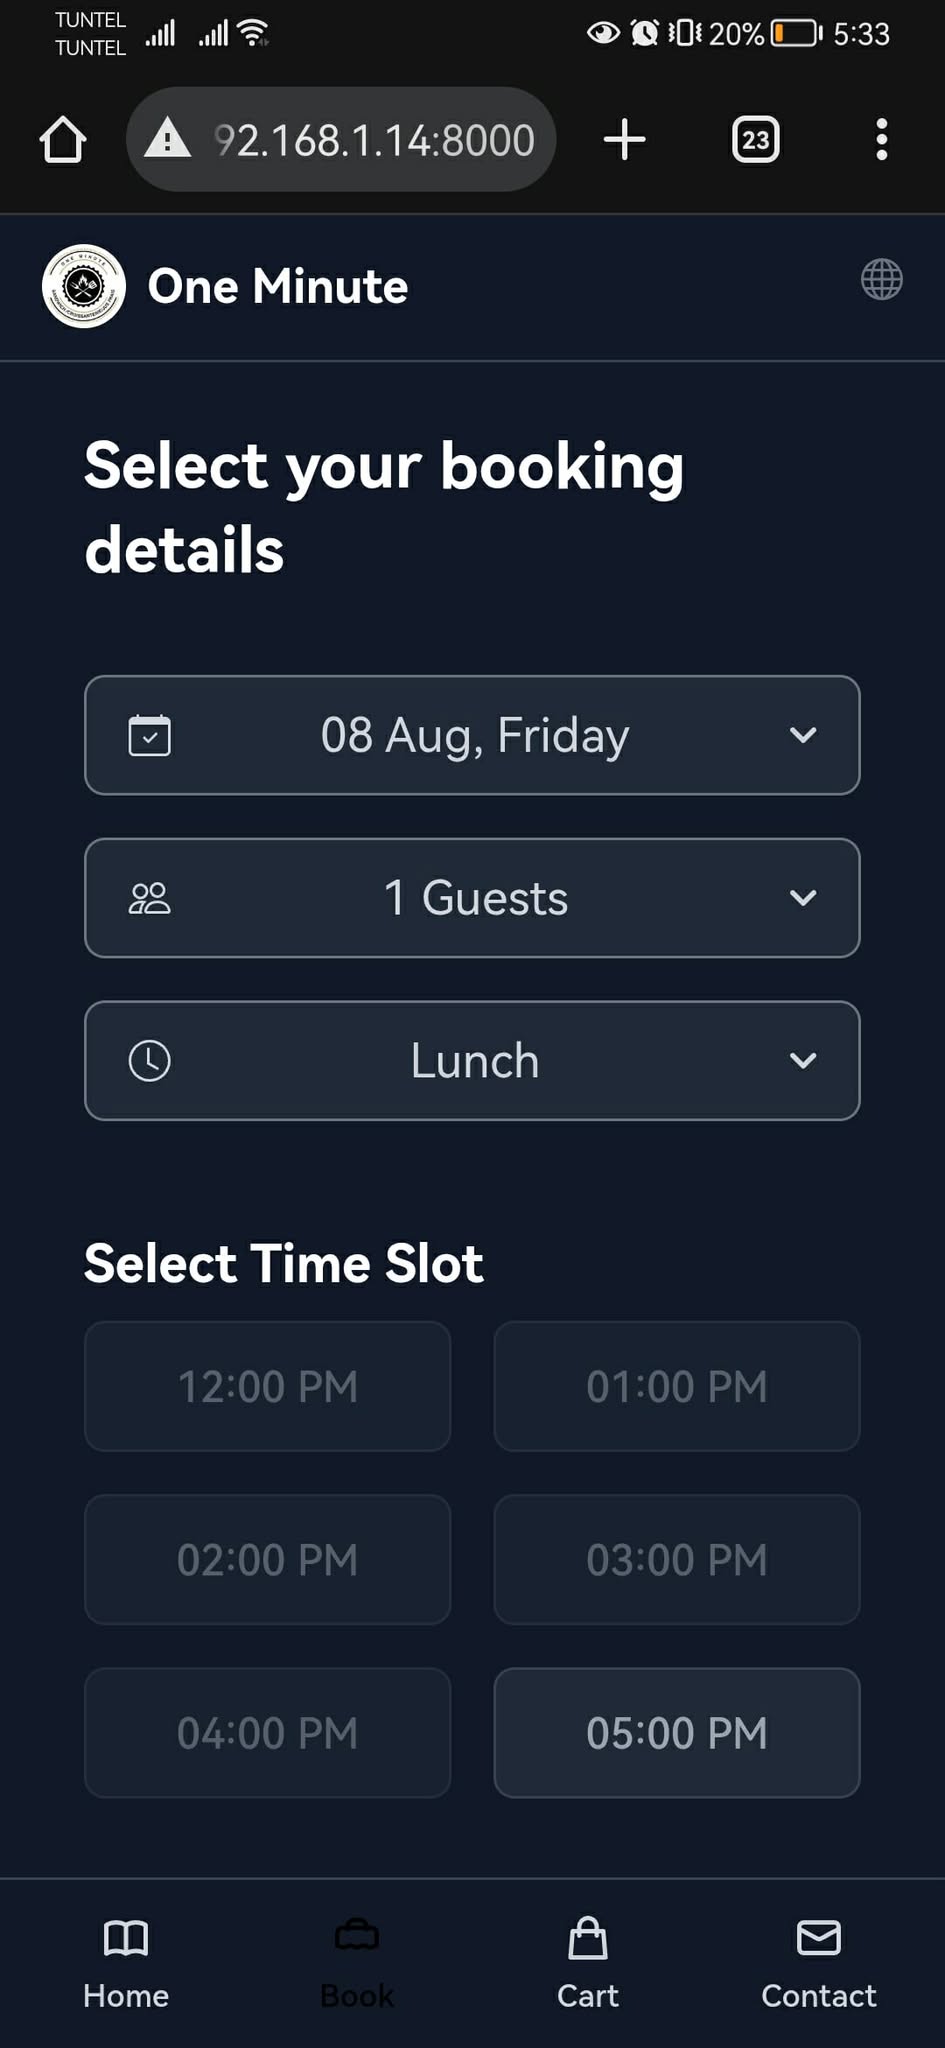 TUNTEL
TUNTEL
20% 5:33
92.168.1.14:8000
23
ONE MINUTE
One Minute
Select your booking
details
08 Aug, Friday
1 Guests
Lunch
Select Time Slot
12:00 PM 01:00 PM
02:00 PM 03:00 PM
04:00 PM 05:00 PM
Home Book Cart Contact